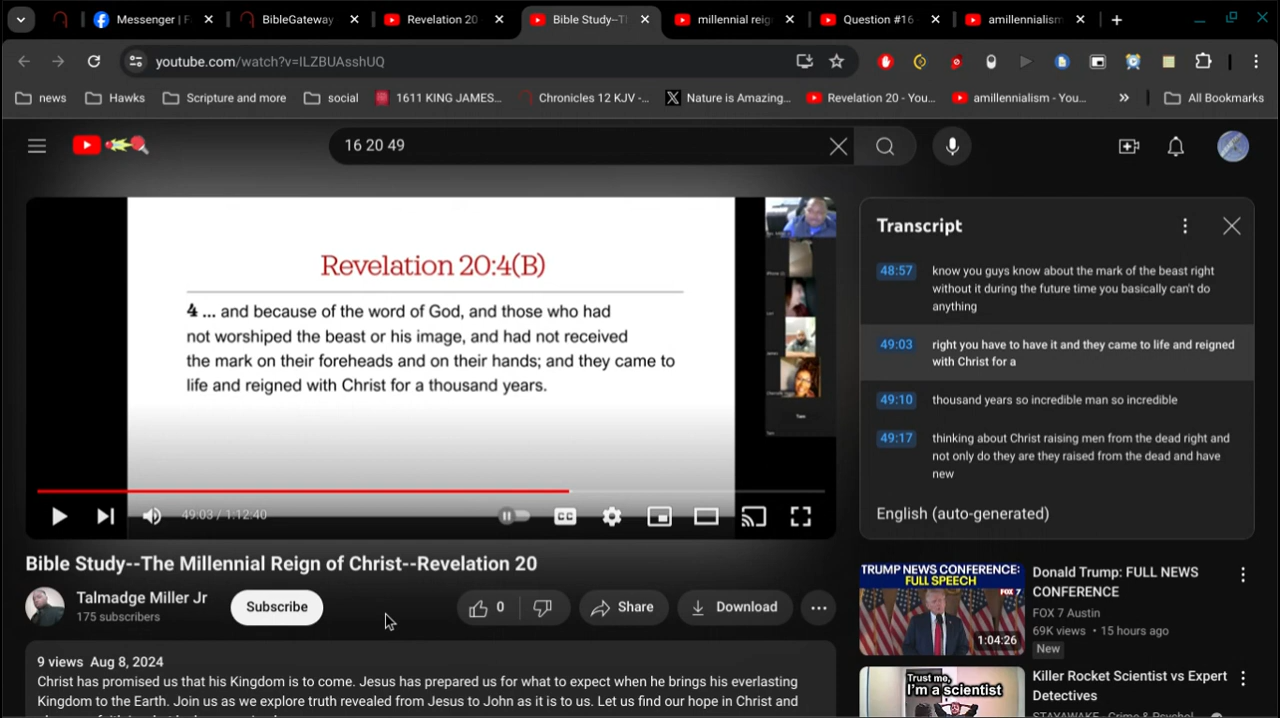 Messenger | F
BibleGateway
Revelation 20
Bible Study--Th
millennial reig
Question #16
amillennialism
youtube.com/watch?v=ILZBUAsshUQ
news
Hawks
Scripture and more
social
1611 KING JAMES...
Chronicles 12 KJV -...
Nature is Amazing...
Revelation 20 - You...
amillennialism - You...
All Bookmarks
16 20 49
Revelation 20:4(B)
4 ... and because of the word of God, and those who had
not worshiped the beast or his image, and had not received
the mark on their foreheads and on their hands; and they came to
life and reigned with Christ for a thousand years.
49:03 / 1:12:40
CC
Transcript
48:57
know you guys know about the mark of the beast right
without it during the future time you basically can't do
anything
49:03
right you have to have it and they came to life and reigned
with Christ for a
49:10
thousand years so incredible man so incredible
49:17
thinking about Christ raising men from the dead right and
not only do they are they raised from the dead and have
new
English (auto-generated)
Bible Study--The Millennial Reign of Christ--Revelation 20
Talmadge Miller Jr
175 subscribers
Subscribe
0
Share
Download
9 views Aug 8, 2024
Christ has promised us that his Kingdom is to come. Jesus has prepared us for what to expect when he brings his everlasting
Kingdom to the Earth. Join us as we explore truth revealed from Jesus to John as it is to us. Let us find our hope in Christ and
TRUMP NEWS CONFERENCE:
FULL SPEECH
FOX 7
1:04:26
Donald Trump: FULL NEWS
CONFERENCE
FOX 7 Austin
69K views • 15 hours ago
New
Trust me,
I'm a scientist
Killer Rocket Scientist vs Expert
Detectives
STAYAWAKE - Crime & Psychol